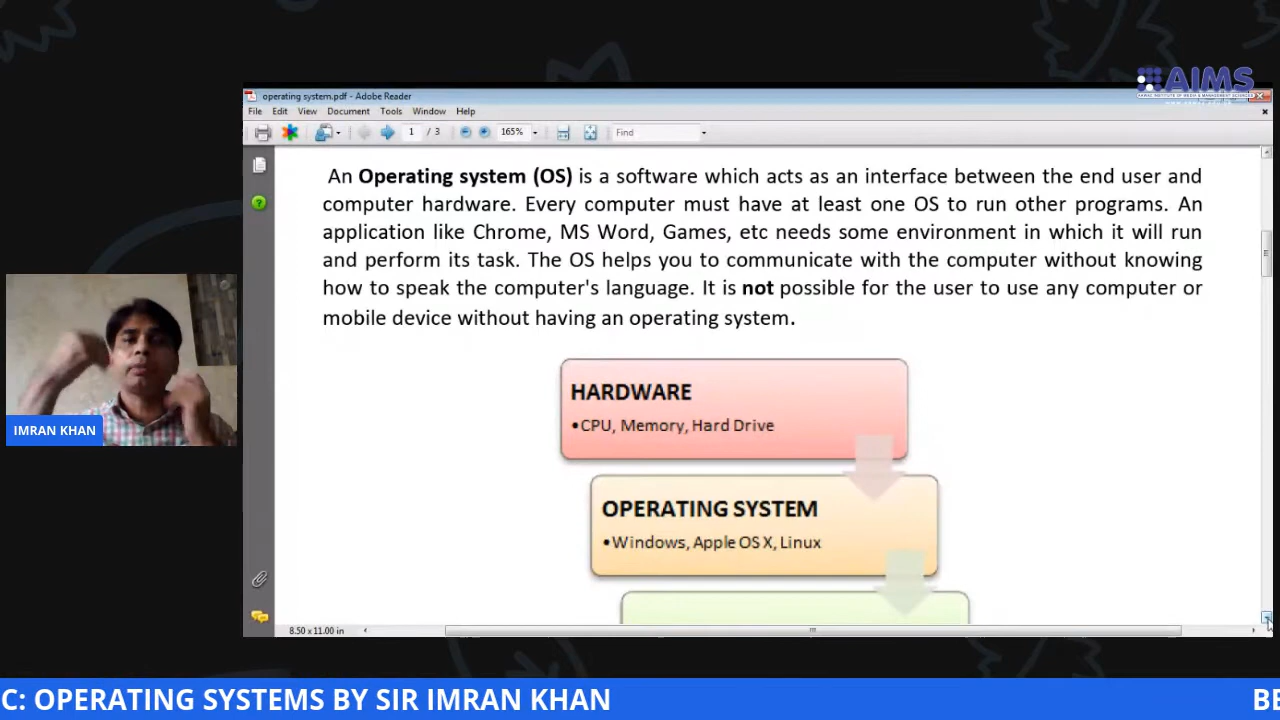 AIMS
operating system.pdf - Adobe Reader
File Edit View Document Tools Window Help
1 / 3 165% Find
An Operating system (OS) is a software which acts as an interface between the end user and
computer hardware. Every computer must have at least one OS to run other programs. An
application like Chrome, MS Word, Games, etc needs some environment in which it will run
and perform its task. The OS helps you to communicate with the computer without knowing
how to speak the computer's language. It is not possible for the user to use any computer or
mobile device without having an operating system.
HARDWARE
•CPU, Memory, Hard Drive
OPERATING SYSTEM
•Windows, Apple OS X, Linux
IMRAN KHAN
8.50 x 11.00 in
C: OPERATING SYSTEMS BY SIR IMRAN KHAN BE